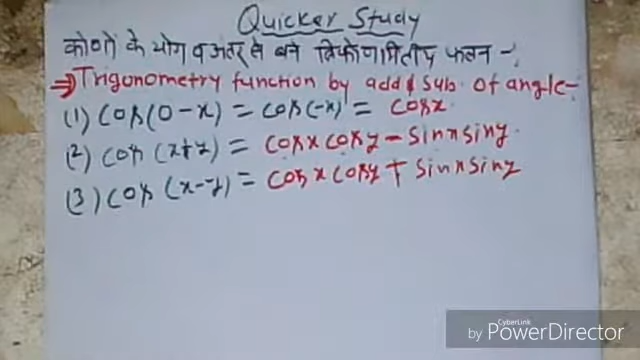 Quicker Study
कोणों के योग व अंतर से बने त्रिकोणमितीय फलन :-
⇒ Trigonometry function by add & sub. of angle:-
(1) cos(0-x) = cos(-x) = cosx
(2) cos (x+y) = cosx cosy - sinx siny
(3) cos (x-y) = cosx cosy + sinx siny
CyberLink
by PowerDirector